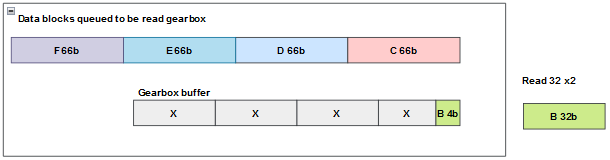 Data blocks queued to be read gearbox
F 66b E 66b D 66b C 66b
Gearbox buffer
X X X X B 4b
Read 32 x2
B 32b